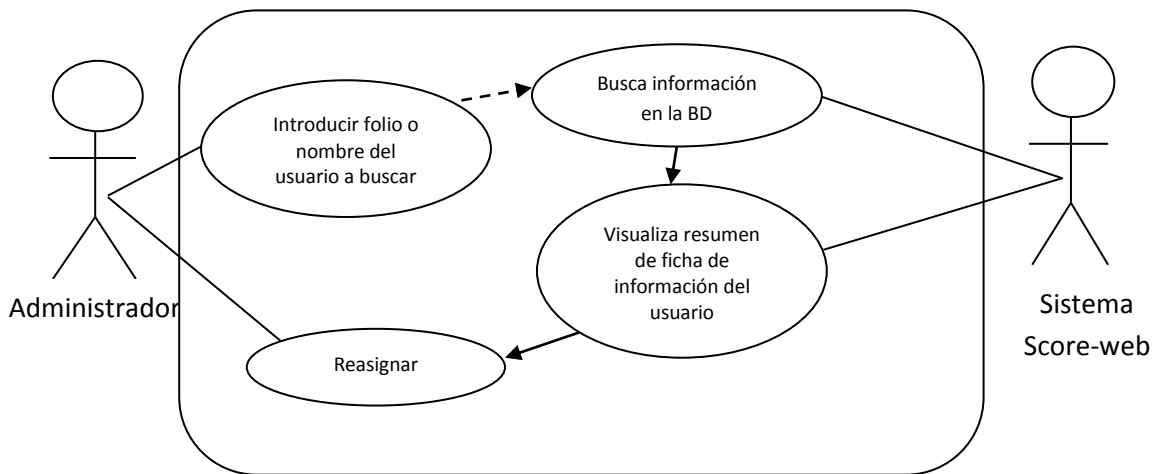 Busca información
en la BD
Introducir folio o
nombre del
usuario a buscar
Visualiza resumen
de ficha de
información del
usuario
Administrador
Sistema
Score-web
Reasignar